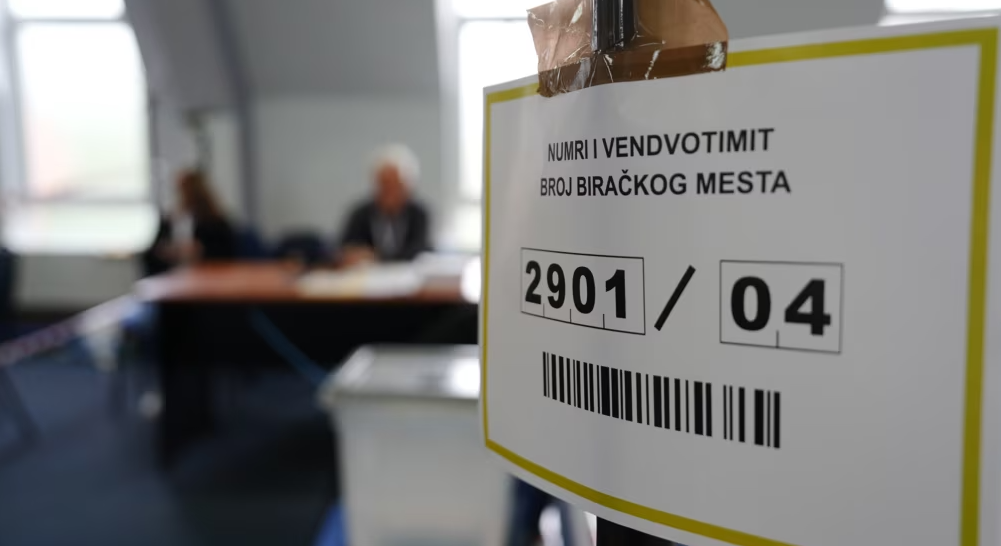 NUMRI I VENDVOTIMIT
BROJ BIRAČKOG MESTA
2901 / 04